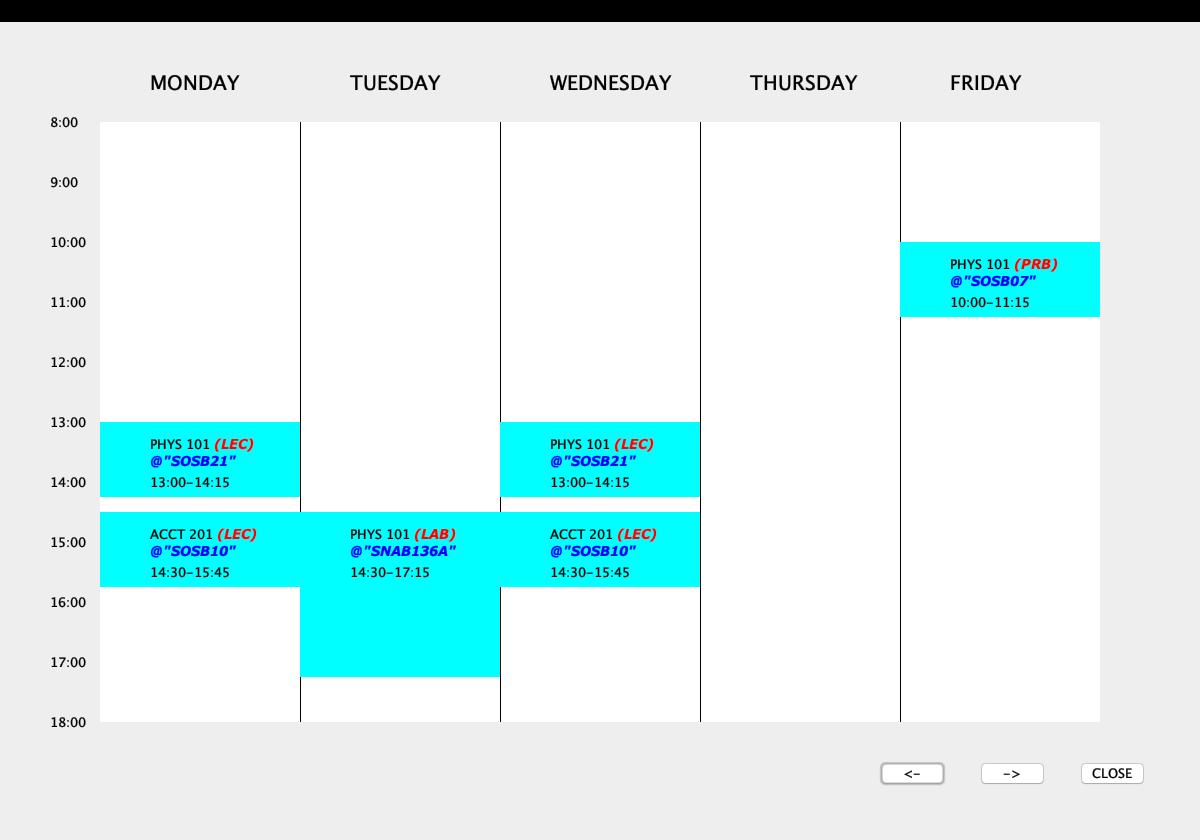 MONDAY TUESDAY WEDNESDAY THURSDAY FRIDAY
8:00
9:00
10:00
PHYS 101 (PRB)
@"SOSB07"
11:00 10:00-11:15
12:00
13:00
PHYS 101 (LEC) PHYS 101 (LEC)
@"SOSB21" @"SOSB21"
14:00 13:00-14:15 13:00-14:15
ACCT 201 (LEC) PHYS 101 (LAB) ACCT 201 (LEC)
15:00
@"SOSB10" @"SNAB136A" @"SOSB10"
14:30-15:45 14:30-17:15 14:30-15:45
16:00
17:00
18:00
<- -> CLOSE